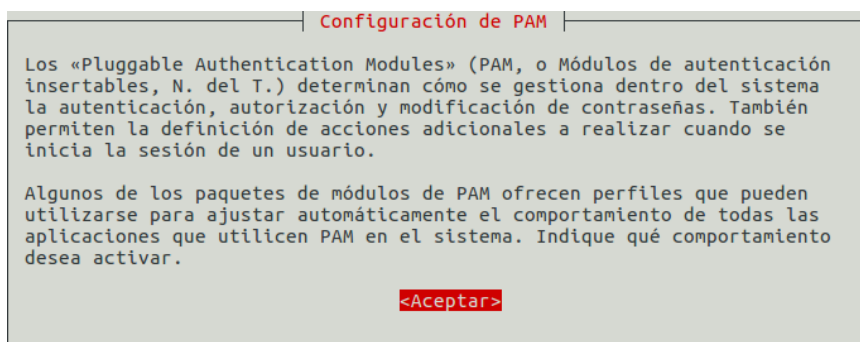 Configuración de PAM
Los «Pluggable Authentication Modules» (PAM, o Módulos de autenticación
insertables, N. del T.) determinan cómo se gestiona dentro del sistema
la autenticación, autorización y modificación de contraseñas. También
permiten la definición de acciones adicionales a realizar cuando se
inicia la sesión de un usuario.
Algunos de los paquetes de módulos de PAM ofrecen perfiles que pueden
utilizarse para ajustar automáticamente el comportamiento de todas las
aplicaciones que utilicen PAM en el sistema. Indique qué comportamiento
desea activar.
<Aceptar>